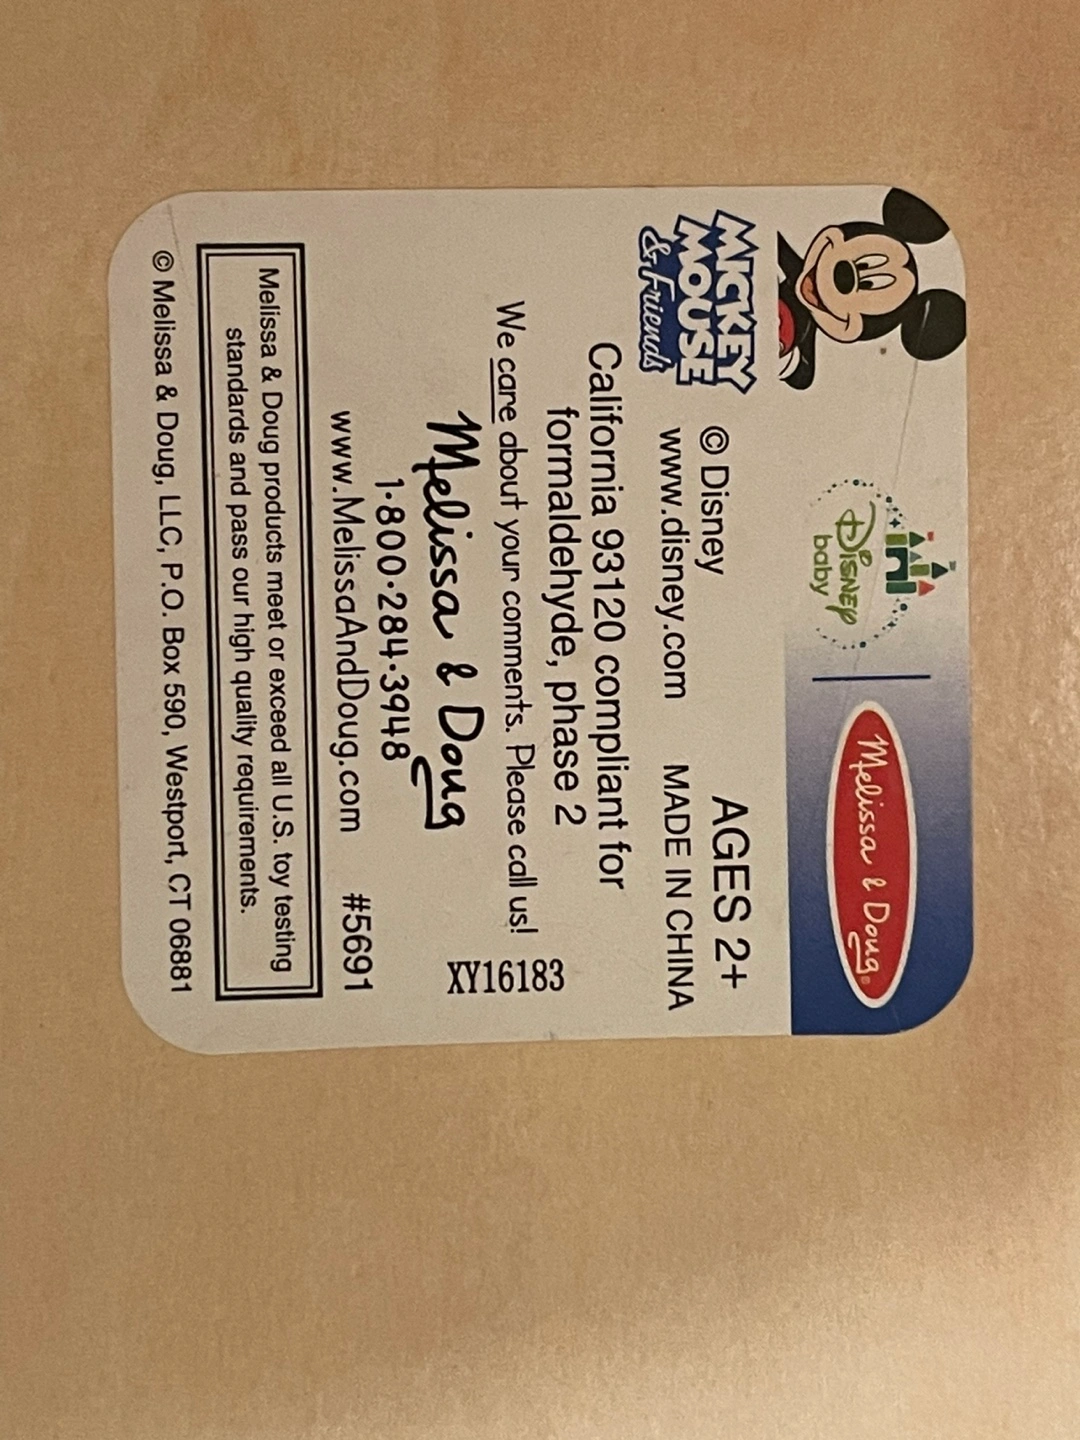 Disney
baby
Melissa & Doug®
MICKEY
MOUSE
& Friends
© Disney
www.disney.com
AGES 2+
MADE IN CHINA
California 93120 compliant for
formaldehyde, phase 2
We care about your comments. Please call us!
Melissa & Doug
XY16183
1·800·284·3948
www.MelissaAndDoug.com #5691
Melissa & Doug products meet or exceed all U.S. toy testing
standards and pass our high quality requirements.
© Melissa & Doug, LLC, P.O. Box 590, Westport, CT 06881